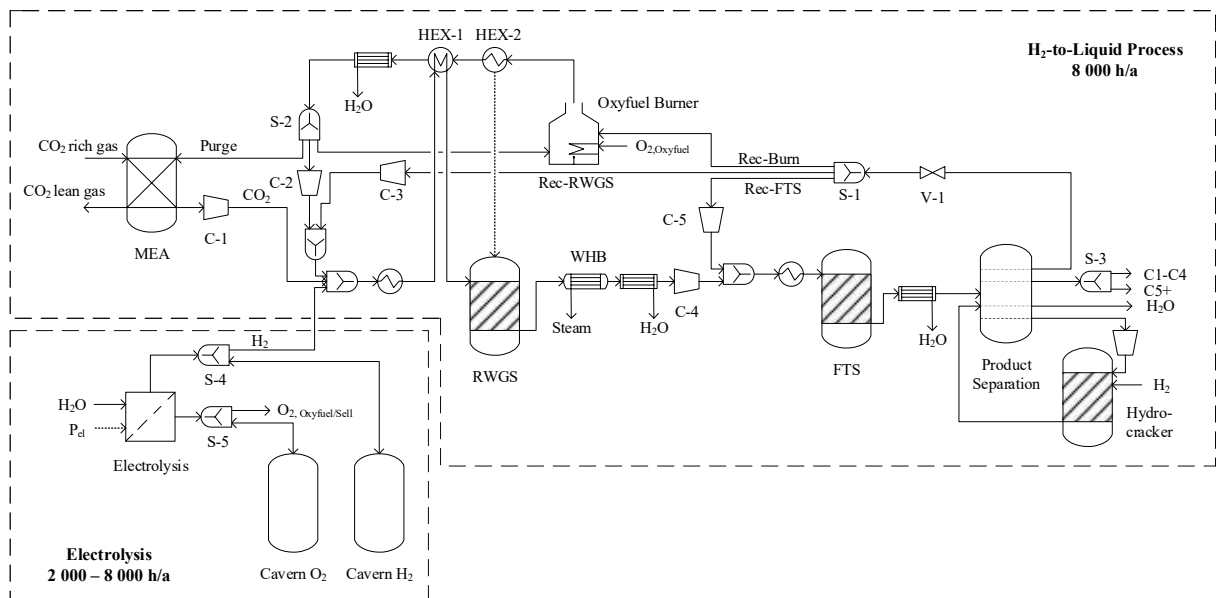 HEX-1 HEX-2
H₂-to-Liquid Process
8 000 h/a
H₂O
Oxyfuel Burner
S-2
CO₂ rich gas
Purge
O₂,Oxyfuel
Rec-Burn
C-2
Rec-RWGS
Rec-FTS
CO₂ lean gas
CO₂
C-3
S-1
V-1
C-5
MEA
C-1
WHB
S-3
C1-C4
C5+
H₂O
Steam
H₂O
C-4
H₂
RWGS
FTS
H₂O
Product
Separation
S-4
H₂
H₂O
O₂, Oxyfuel/Sell
Hydro-
cracker
Pel
S-5
Electrolysis
Electrolysis
2 000 – 8 000 h/a
Cavern O₂
Cavern H₂